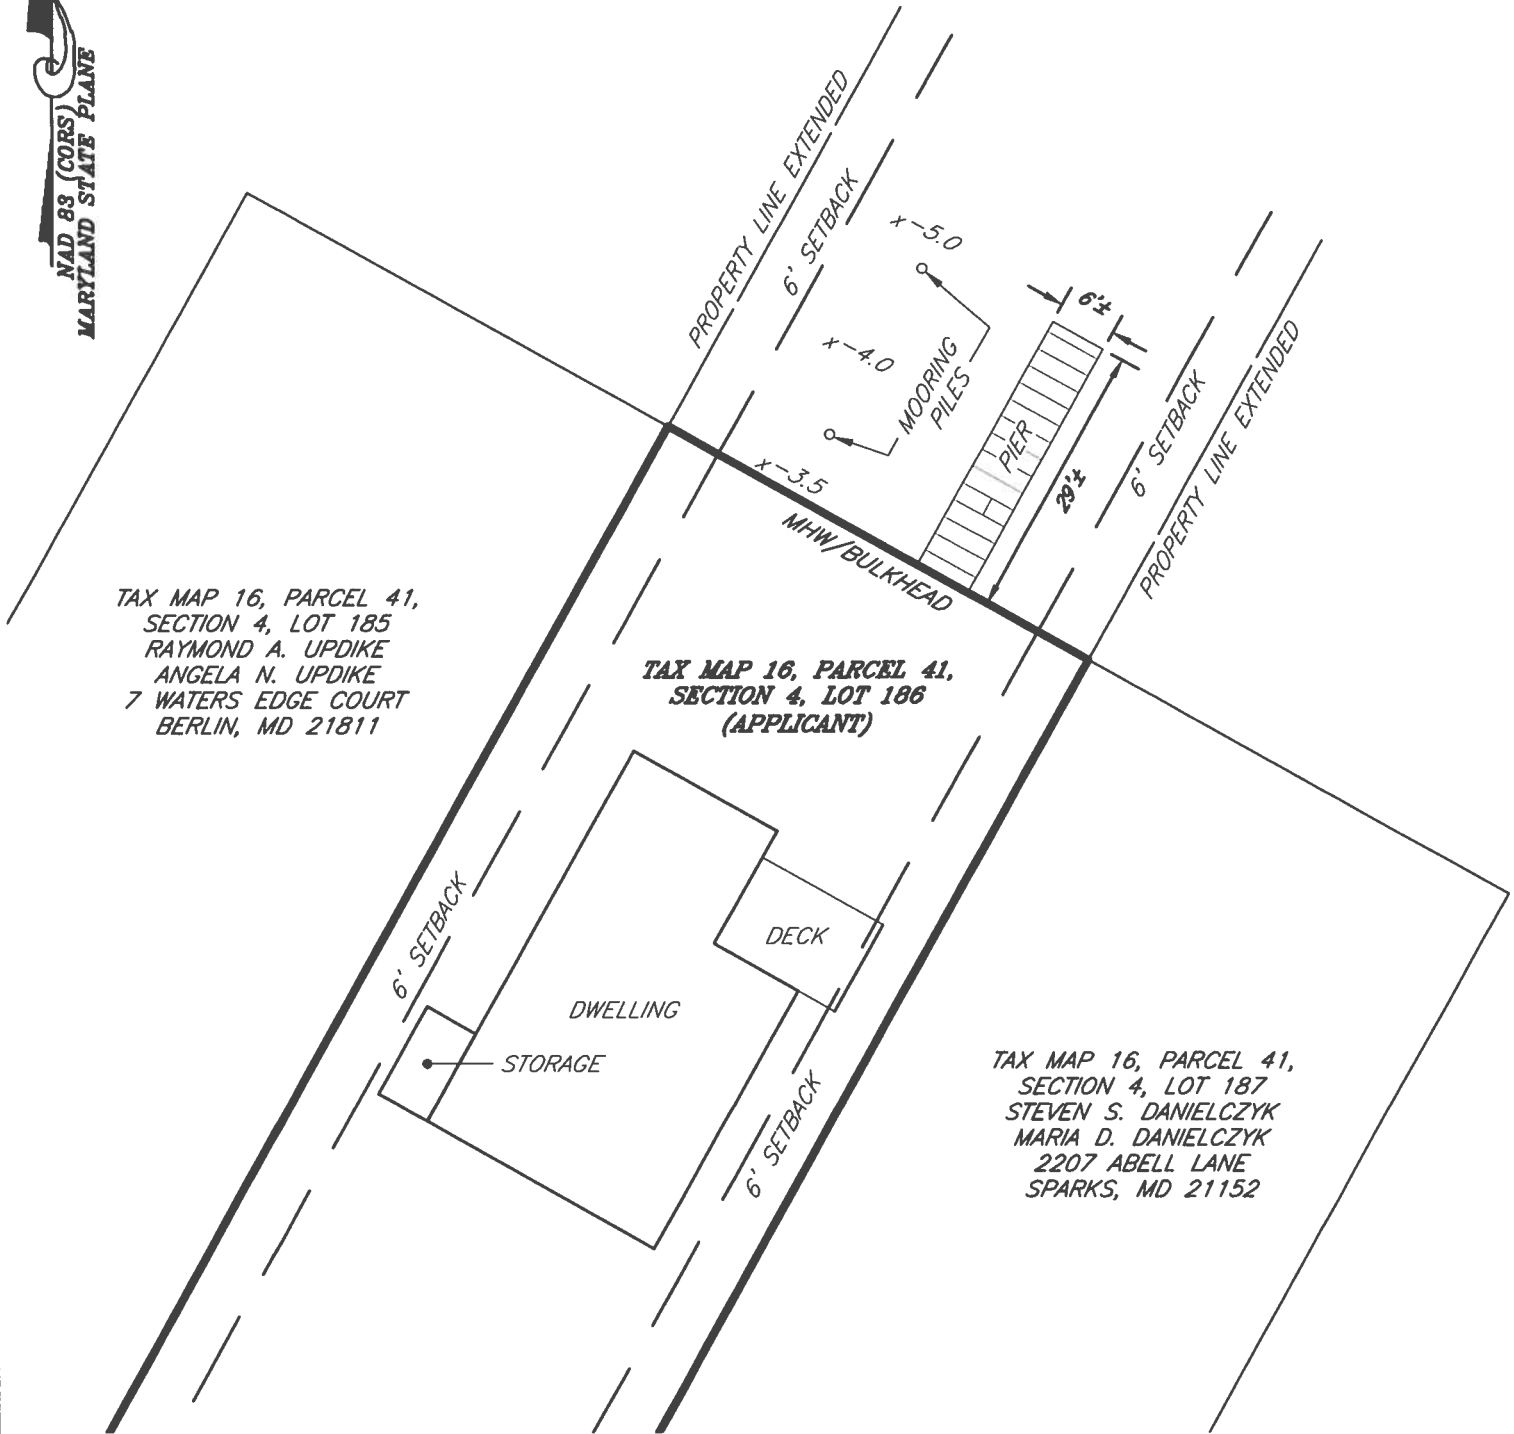 NAD 83 (CORS)
MARYLAND STATE PLANE
PROPERTY LINE EXTENDED
6' SETBACK
x -5.0
x -4.0
x -3.5
MOORING
PILES
6'±
PIER
29'±
6' SETBACK
PROPERTY LINE EXTENDED
MHW/BULKHEAD
TAX MAP 16, PARCEL 41,
SECTION 4, LOT 185
RAYMOND A. UPDIKE
ANGELA N. UPDIKE
7 WATERS EDGE COURT
BERLIN, MD 21811
TAX MAP 16, PARCEL 41,
SECTION 4, LOT 186
(APPLICANT)
6' SETBACK
DECK
DWELLING
STORAGE
6' SETBACK
TAX MAP 16, PARCEL 41,
SECTION 4, LOT 187
STEVEN S. DANIELCZYK
MARIA D. DANIELCZYK
2207 ABELL LANE
SPARKS, MD 21152